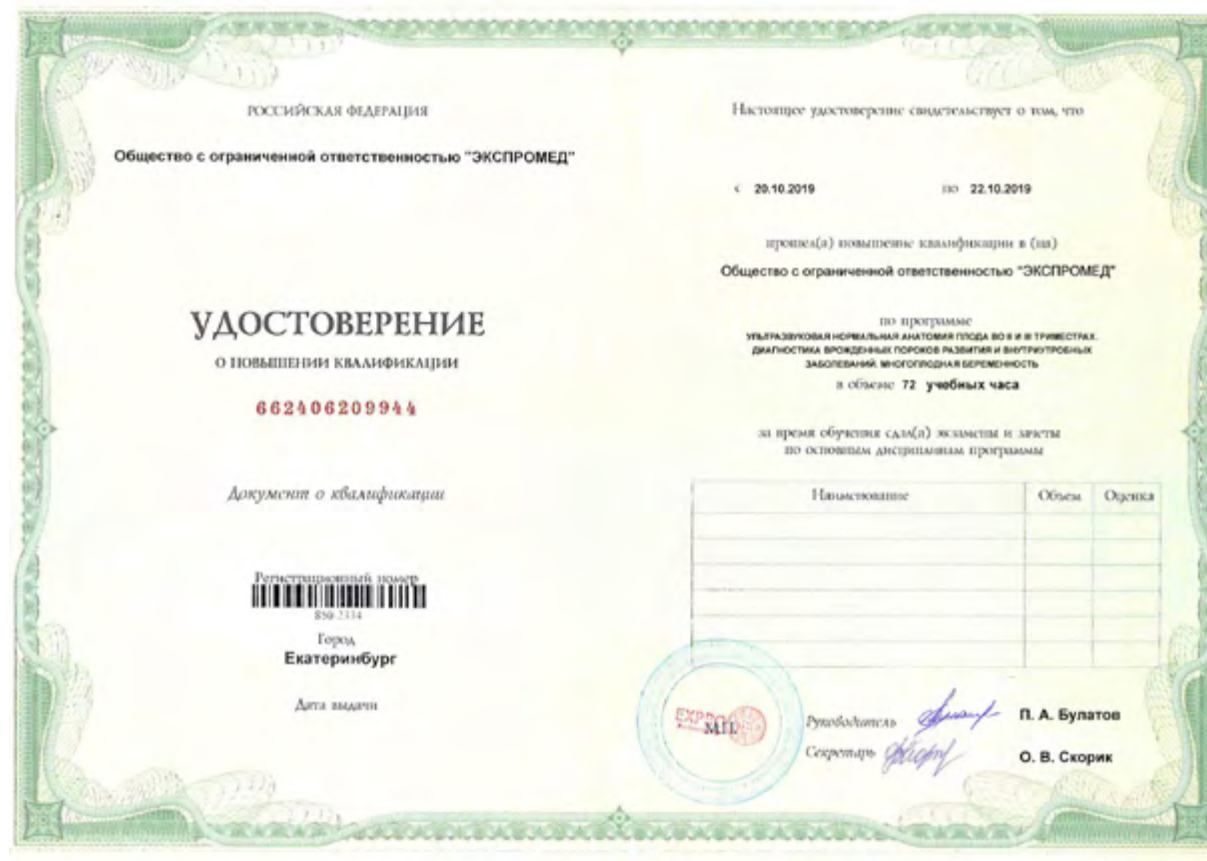 РОССИЙСКАЯ ФЕДЕРАЦИЯ
Общество с ограниченной ответственностью "ЭКСПРОМЕД"
УДОСТОВЕРЕНИЕ
О ПОВЫШЕНИИ КВАЛИФИКАЦИИ
662406209944
Документ о квалификации
Регистрационный номер
850-2334
Город
Екатеринбург
Дата выдачи
Настоящее удостоверение свидетельствует о том, что
с 20.10.2019 по 22.10.2019
прошел(а) повышение квалификации в (на)
Общество с ограниченной ответственностью "ЭКСПРОМЕД"
по программе
УЛЬТРАЗВУКОВАЯ НОРМАЛЬНАЯ АНАТОМИЯ ПЛОДА ВО II И III ТРИМЕСТРАХ.
ДИАГНОСТИКА ВРОЖДЕННЫХ ПОРОКОВ РАЗВИТИЯ И ВНУТРИУТРОБНЫХ
ЗАБОЛЕВАНИЙ. МНОГОПЛОДНАЯ БЕРЕМЕННОСТЬ
в объеме 72 учебных часа
за время обучения сдал(а) экзамены и зачеты
по основным дисциплинам программы
Наименование Объем Оценка
М.П.
Руководитель П. А. Булатов
Секретарь О. В. Скорик